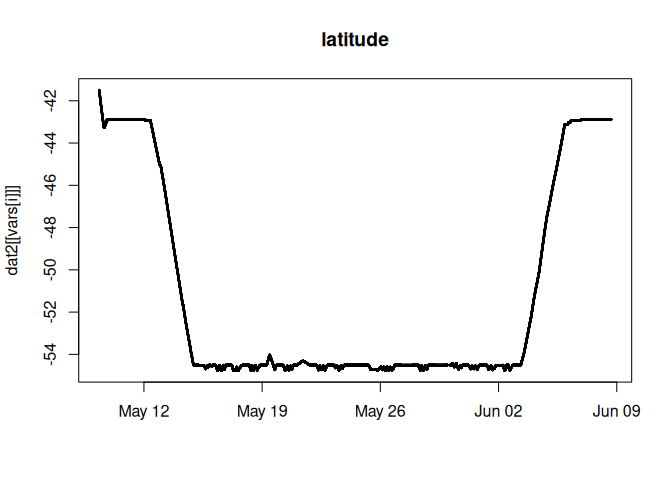 latitude
dat2[[vars[i]]]
-42
-44
-46
-48
-50
-52
-54
May 12
May 19
May 26
Jun 02
Jun 09